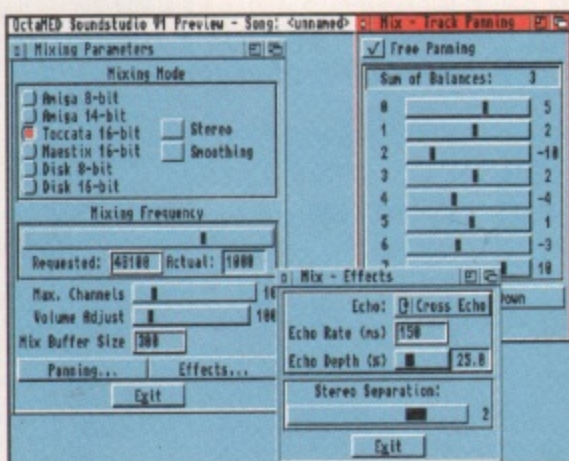 OctaMED Soundstudio V1 Preview - Song: <unnamed>
Mix - Track Panning
Mixing Parameters
Mixing Mode
Amiga 8-bit
Amiga 14-bit
Toccata 16-bit
Maestix 16-bit
Disk 8-bit
Disk 16-bit
Stereo
Smoothing
Mixing Frequency
Requested: 48100 Actual: 1000
Max. Channels
Volume Adjust 100
Mix Buffer Size 300
Panning... Effects...
Exit
Free Panning
Sum of Balances: 3
0 5
1 2
2 -10
3 2
4 -4
5 1
6 -3
7 10
Mix - Effects
Echo: Cross Echo
Echo Rate (ms) 150
Echo Depth (%) 25.0
Stereo Separation:
2
Exit